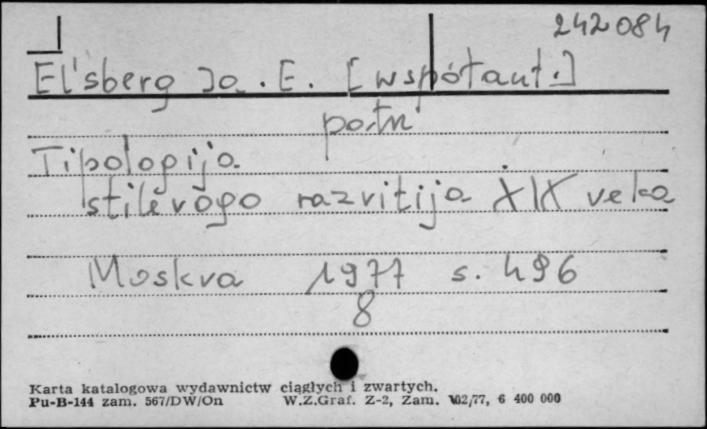 242084
El'sberg Ja. E. [współaut.]
patrz
Tipologija
stilevogo razvitija XIX veka
Moskva 1977 s. 496
8
Karta katalogowa wydawnictw ciągłych i zwartych.
Pu-B-144 zam. 567/DW/On W.Z.Graf. Z-2, Zam. 102/77, 6 400 000